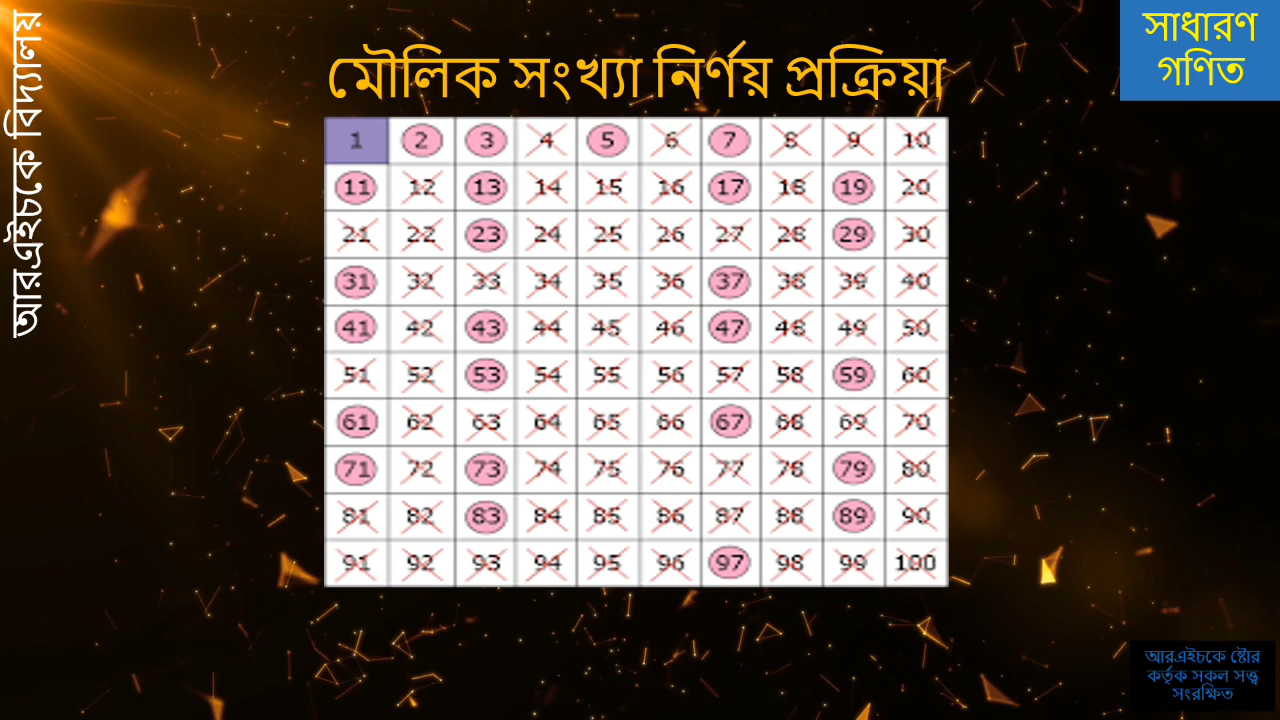 আরএইচকে বিদ্যালয়
মৌলিক সংখ্যা নির্ণয় প্রক্রিয়া
সাধারণ
গণিত
1 2 3 4 5 6 7 8 9 10
11 12 13 14 15 16 17 18 19 20
21 22 23 24 25 26 27 28 29 30
31 32 33 34 35 36 37 38 39 40
41 42 43 44 45 46 47 48 49 50
51 52 53 54 55 56 57 58 59 60
61 62 63 64 65 66 67 68 69 70
71 72 73 74 75 76 77 78 79 80
81 82 83 84 85 86 87 88 89 90
91 92 93 94 95 96 97 98 99 100
আরএইচকে ষ্টোর
কর্তৃক সকল সত্ত্ব
সংরক্ষিত